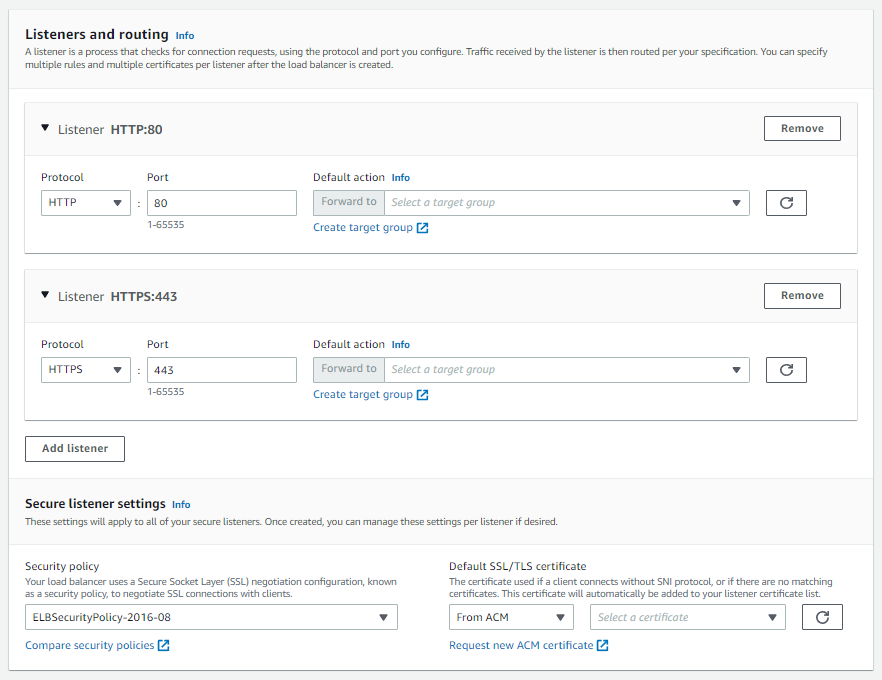 Listeners and routing Info
A listener is a process that checks for connection requests, using the protocol and port you configure. Traffic received by the listener is then routed per your specification. You can specify
multiple rules and multiple certificates per listener after the load balancer is created.
Listener HTTP:80
Remove
Protocol Port Default action Info
HTTP : 80 Forward to Select a target group
1-65535
Create target group
Listener HTTPS:443
Remove
Protocol Port Default action Info
HTTPS : 443 Forward to Select a target group
1-65535
Create target group
Add listener
Secure listener settings Info
These settings will apply to all of your secure listeners. Once created, you can manage these settings per listener if desired.
Security policy
Your load balancer uses a Secure Socket Layer (SSL) negotiation configuration, known
as a security policy, to negotiate SSL connections with clients.
ELBSecurityPolicy-2016-08
Compare security policies
Default SSL/TLS certificate
The certificate used if a client connects without SNI protocol, or if there are no matching
certificates. This certificate will automatically be added to your listener certificate list.
From ACM Select a certificate
Request new ACM certificate